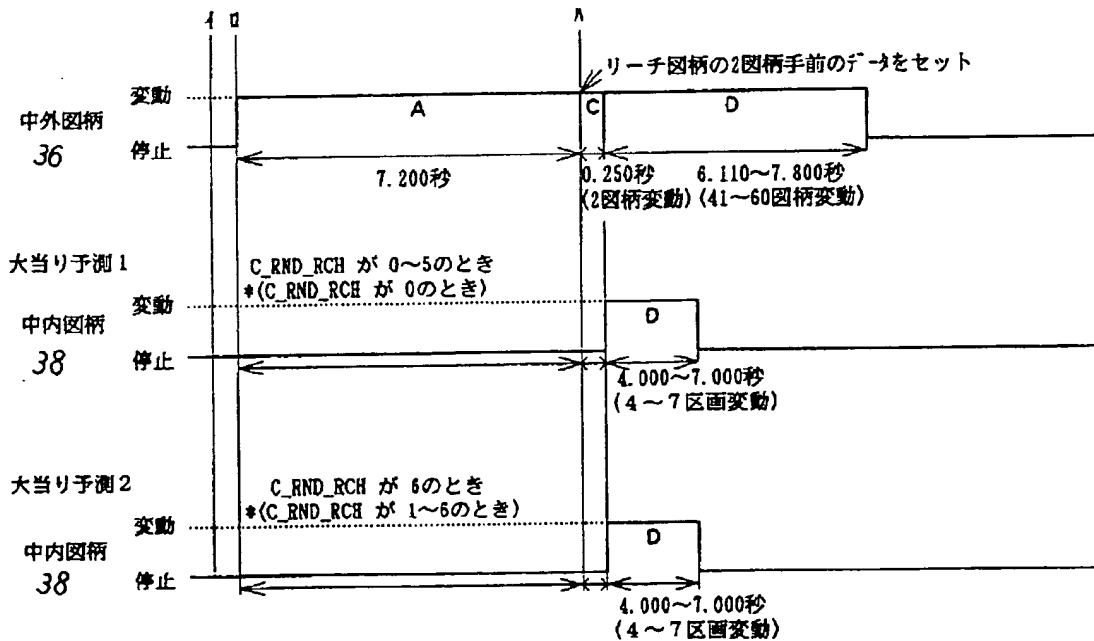 イ ロ ハ
リーチ図柄の2図柄手前のデータをセット
変動
A C D
中外図柄
36
停止
7.200秒
0.250秒 6.110～7.800秒
(2図柄変動) (41～60図柄変動)
大当り予測1
C_RND_RCH が 0～5のとき
*(C_RND_RCH が 0のとき)
変動
D
中内図柄
38
停止
4.000～7.000秒
(4～7区画変動)
大当り予測2
C_RND_RCH が 6のとき
*(C_RND_RCH が 1～6のとき)
変動
D
中内図柄
38
停止
4.000～7.000秒
(4～7区画変動)